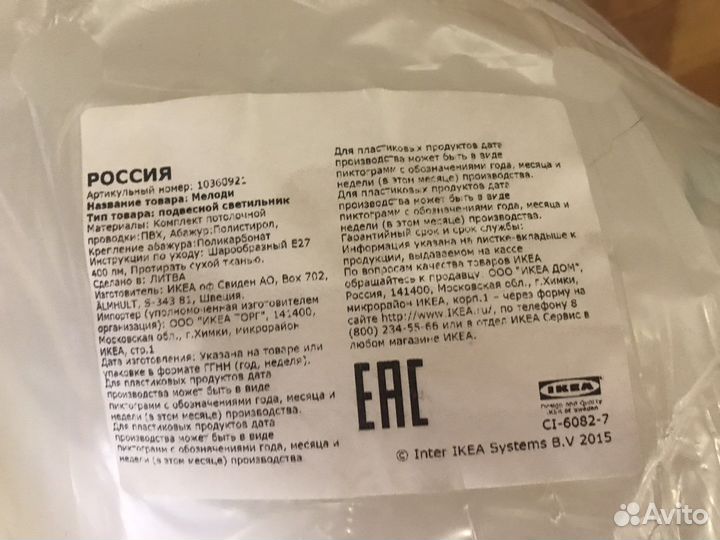 РОССИЯ
Артикульный номер: 10360921
Название товара: Мелоди
Тип товара: подвесной светильник
Материалы: Комплект потолочной
проводки:ПВХ, Абажур:Полистирол,
Крепление абажура:Поликарбонат
Инструкции по уходу: Шарообразный E27
400 лм, Протирать сухой тканью.
Сделано в: ЛИТВА
Изготовитель: ИКЕА оф Свиден АО, Box 702,
ÄLMHULT, S-343 81, Швеция.
Импортер (уполномоченная изготовителем
организация): ООО "ИКЕА ТОРГ", 141400,
Московская обл., г.Химки, микрорайон
ИКЕА, стр.1
Дата изготовления: Указана на товаре или
упаковке в формате ГГНН (год, неделя).
Для пластиковых продуктов дата
производства может быть в виде
пиктограмм с обозначениями года, месяца и
недели (в этом месяце) производства.
Для пластиковых продуктов дата
производства может быть в виде
пиктограмм с обозначениями года, месяца и
недели (в этом месяце) производства.
Для пластиковых продуктов дата
производства может быть в виде
пиктограмм с обозначениями года, месяца и
недели (в этом месяце) производства.
Для пластиковых продуктов дата
производства может быть в виде
пиктограмм с обозначениями года, месяца и
недели (в этом месяце) производства.
Гарантийный срок и срок службы:
Информация указана на листке-вкладыше к
продукции, выдаваемом на кассе
По вопросам качества товаров ИКЕА
обращайтесь к продавцу. ООО "ИКЕА ДОМ",
Россия, 141400, Московская обл., г.Химки,
микрорайон ИКЕА, корп.1 - через форму на
сайте http://www.IKEA.ru/, по телефону 8
(800) 234-55-66 или в отдел ИКЕА Сервис в
любом магазине ИКЕА.
EAC
IKEA
Design and Quality
IKEA of Sweden
CI-6082-7
© Inter IKEA Systems B.V 2015
Avito